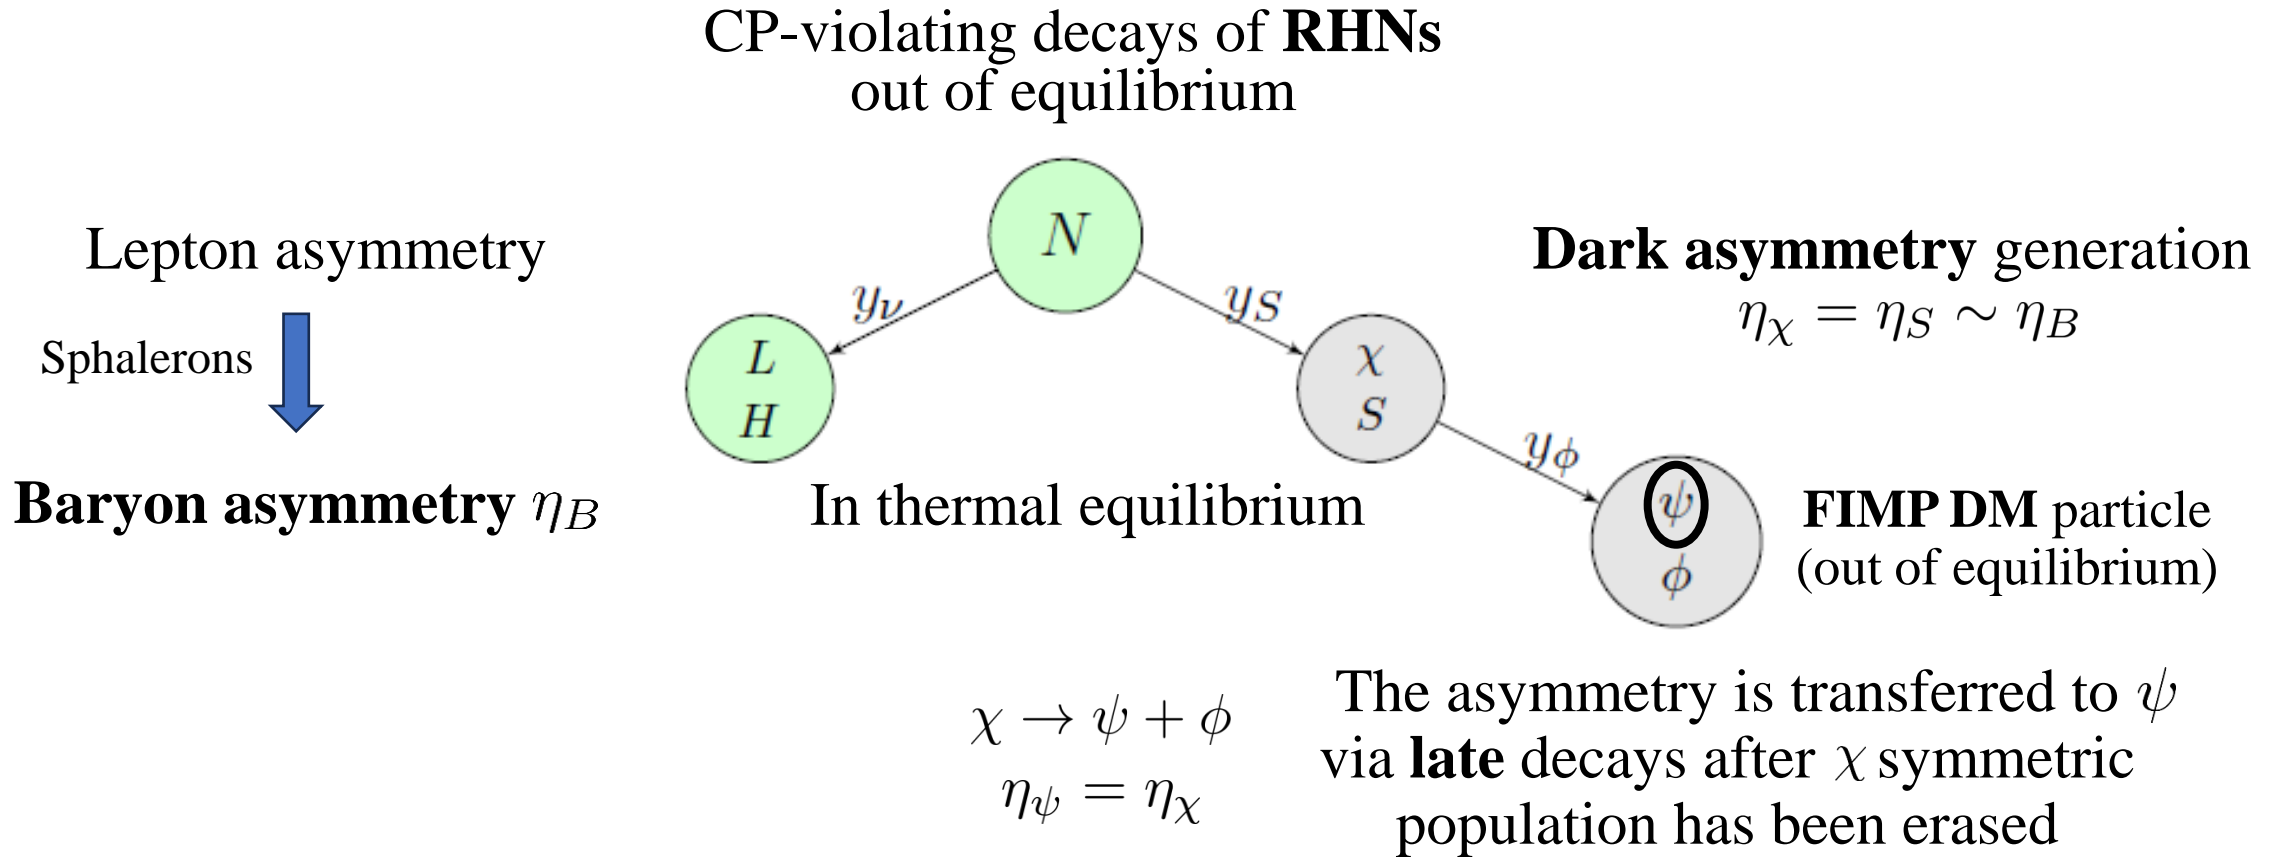 CP-violating decays of RHNs
out of equilibrium
N
Lepton asymmetry
Dark asymmetry generation
y_ν
y_S
η_χ = η_S ∼ η_B
Sphalerons
L
H
χ
S
y_ϕ
Baryon asymmetry η_B
In thermal equilibrium
ψ
ϕ
FIMP DM particle
(out of equilibrium)
χ → ψ + ϕ
η_ψ = η_χ
The asymmetry is transferred to ψ
via late decays after χ symmetric
population has been erased